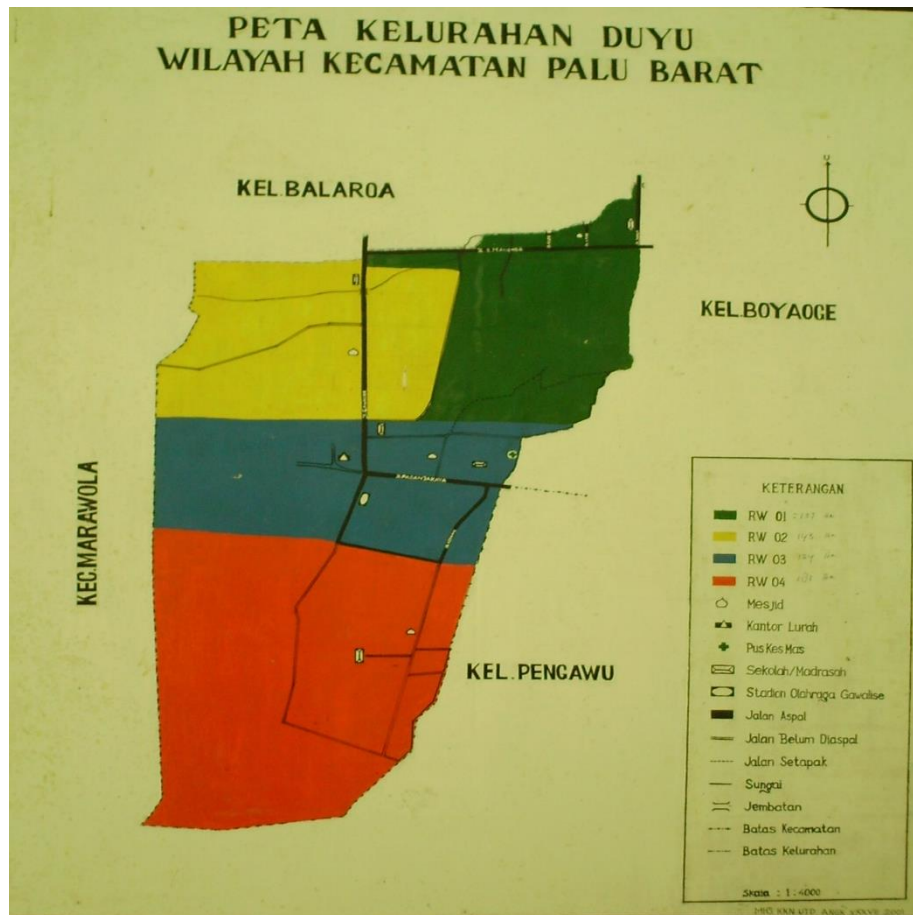 PETA KELURAHAN DUYU
WILAYAH KECAMATAN PALU BARAT
U
KEL.BALAROA
KEL.BOYAOGE
KEC.MARAWOLA
KEL.PENGAWU
KETERANGAN
RW 01
RW 02
RW 03
RW 04
Mesjid
Kantor Lurah
Pus Kes Mas
Sekolah/Madrasah
Stadion Olahraga Gawalise
Jalan Aspal
Jalan Belum Diaspal
Jalan Setapak
Sungai
Jembatan
Batas Kecamatan
Batas Kelurahan
Skala : 1 : 4000